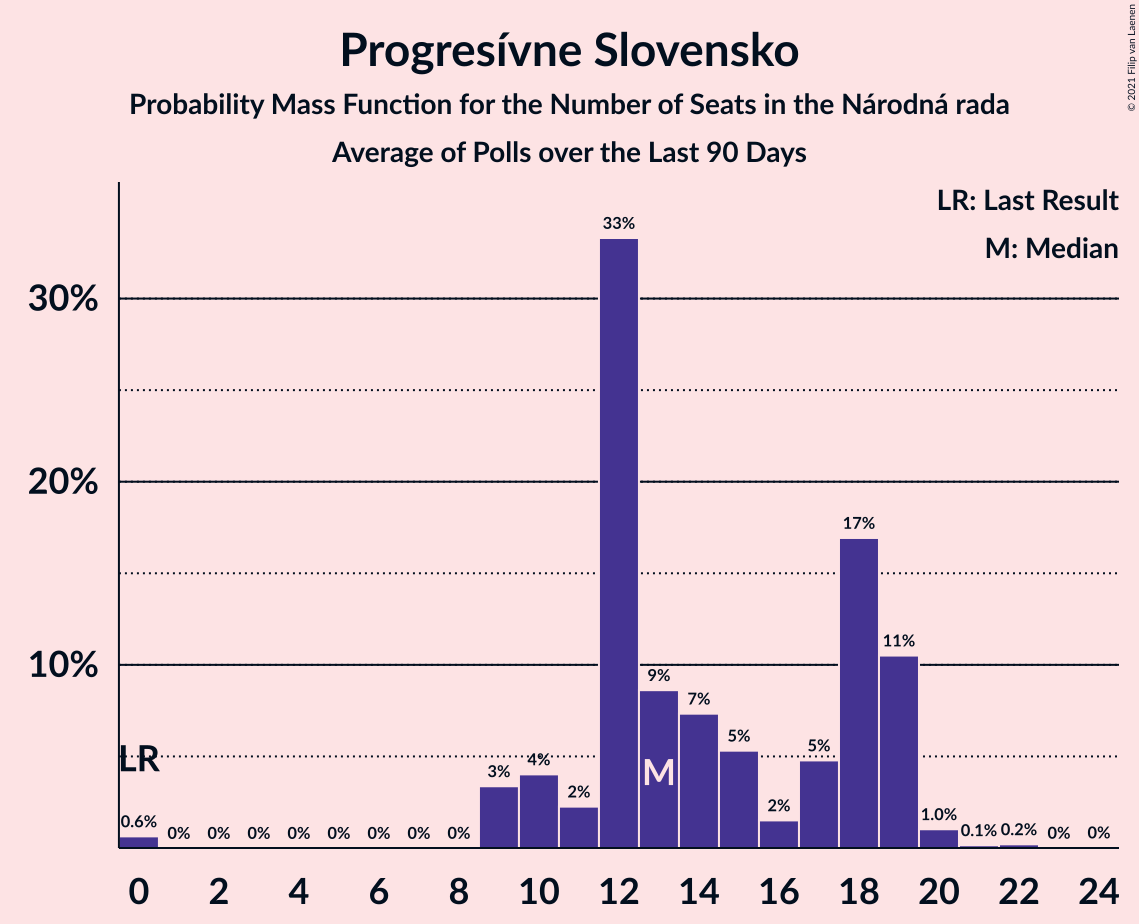 Progresívne Slovensko
Probability Mass Function for the Number of Seats in the Národná rada
Average of Polls over the Last 90 Days
© 2021 Filip van Laenen
LR: Last Result
M: Median
30%
20%
10%
LR
M
0.6% 0% 0% 0% 0% 0% 0% 0% 0% 3% 4% 2% 33% 9% 7% 5% 2% 5% 17% 11% 1.0% 0.1% 0.2% 0% 0%
0 2 4 6 8 10 12 14 16 18 20 22 24